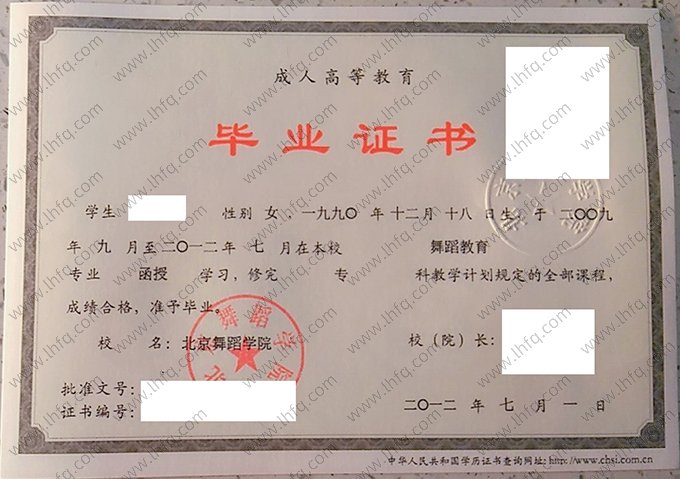 成人高等教育
毕业证书
学生 性别 女，一九九〇 年 十二月 十八 日生，于 二〇〇九
年 九 月至二〇一二年 七 月在本校 舞蹈教育
专业 函授 学习，修完 专 科教学计划规定的全部课程，
成绩合格，准予毕业。
校 名：北京舞蹈学院 校（院）长：
批准文号：
证书编号： 二〇一二 年 七 月 一 日
中华人民共和国学历证书查询网址：http://www.chsi.com.cn
www.lhfq.com